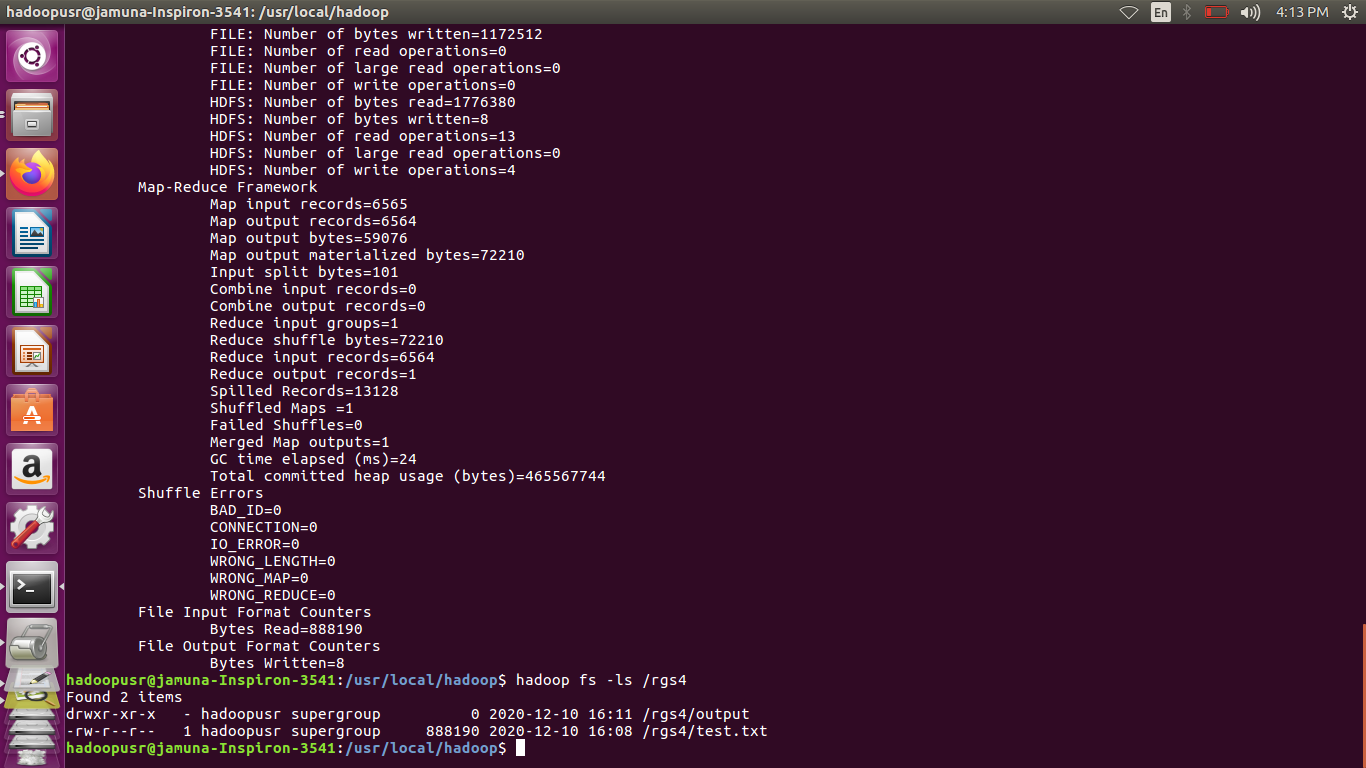 hadoopusr@jamuna-Inspiron-3541: /usr/local/hadoop
En
4:13 PM
FILE: Number of bytes written=1172512
FILE: Number of read operations=0
FILE: Number of large read operations=0
FILE: Number of write operations=0
HDFS: Number of bytes read=1776380
HDFS: Number of bytes written=8
HDFS: Number of read operations=13
HDFS: Number of large read operations=0
HDFS: Number of write operations=4
Map-Reduce Framework
Map input records=6565
Map output records=6564
Map output bytes=59076
Map output materialized bytes=72210
Input split bytes=101
Combine input records=0
Combine output records=0
Reduce input groups=1
Reduce shuffle bytes=72210
Reduce input records=6564
Reduce output records=1
Spilled Records=13128
Shuffled Maps =1
Failed Shuffles=0
Merged Map outputs=1
GC time elapsed (ms)=24
Total committed heap usage (bytes)=465567744
Shuffle Errors
BAD_ID=0
CONNECTION=0
IO_ERROR=0
WRONG_LENGTH=0
WRONG_MAP=0
WRONG_REDUCE=0
File Input Format Counters
Bytes Read=888190
File Output Format Counters
Bytes Written=8
hadoopusr@jamuna-Inspiron-3541:/usr/local/hadoop$ hadoop fs -ls /rgs4
Found 2 items
drwxr-xr-x   - hadoopusr supergroup          0 2020-12-10 16:11 /rgs4/output
-rw-r--r--   1 hadoopusr supergroup     888190 2020-12-10 16:08 /rgs4/test.txt
hadoopusr@jamuna-Inspiron-3541:/usr/local/hadoop$